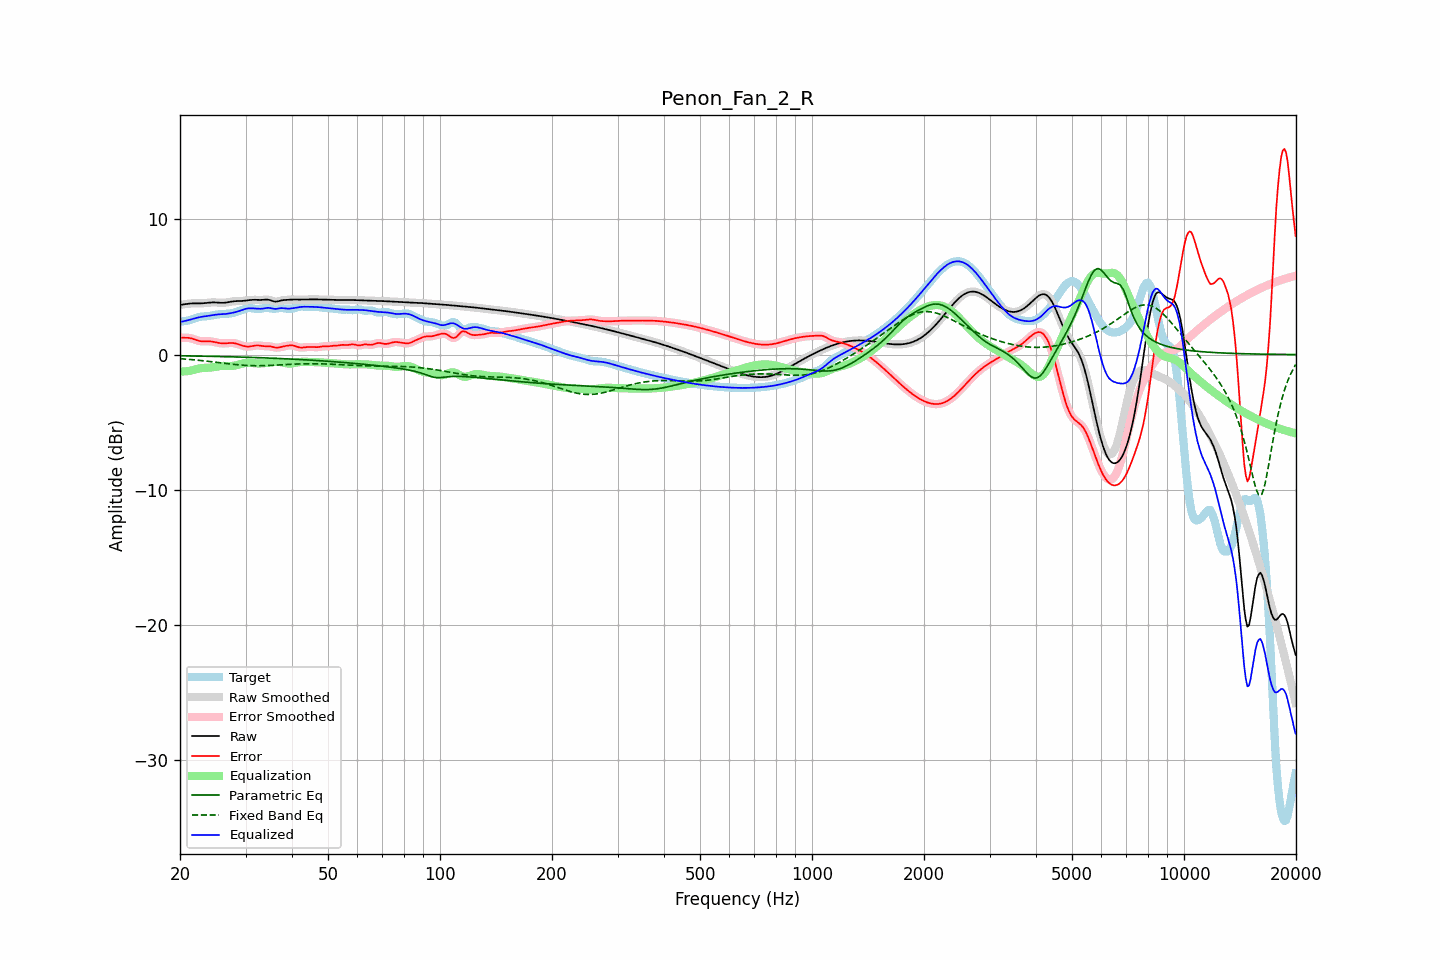 Penon_Fan_2_R
Amplitude (dBr)
10
0
−10
−20
−30
Target
Raw Smoothed
Error Smoothed
Raw
Error
Equalization
Parametric Eq
Fixed Band Eq
Equalized
20 50 100 200 500 1000 2000 5000 10000 20000
Frequency (Hz)